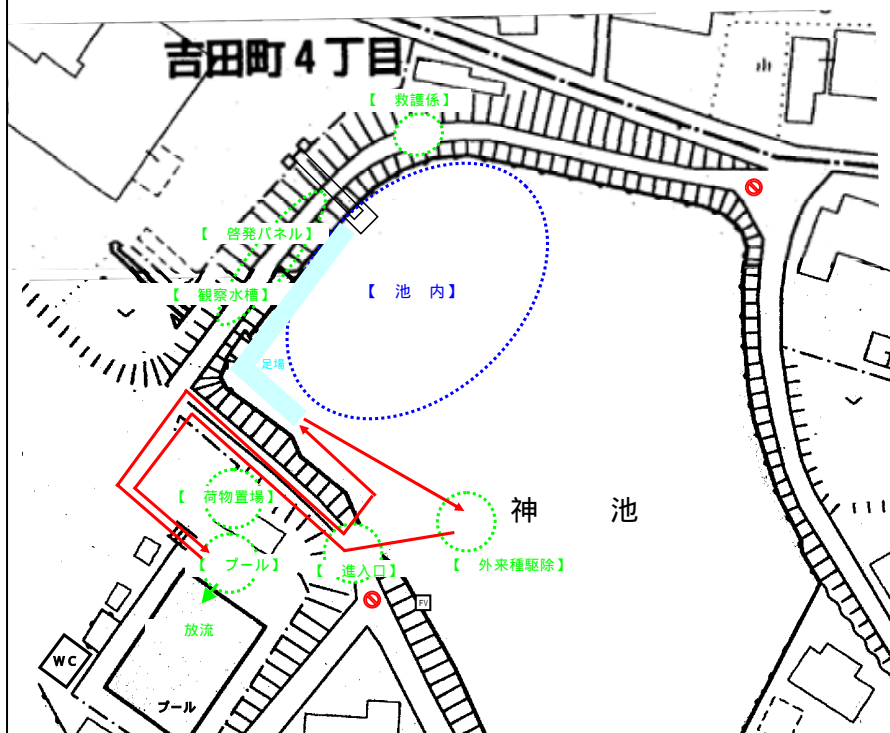 吉田町4丁目
【　救護係】
【　啓発パネル】
【　観察水槽】
【　池　内】
足場
【　荷物置場】
神　池
【　プール】
【　進入口】
【　外来種駆除】
FV
放流
WC
プール